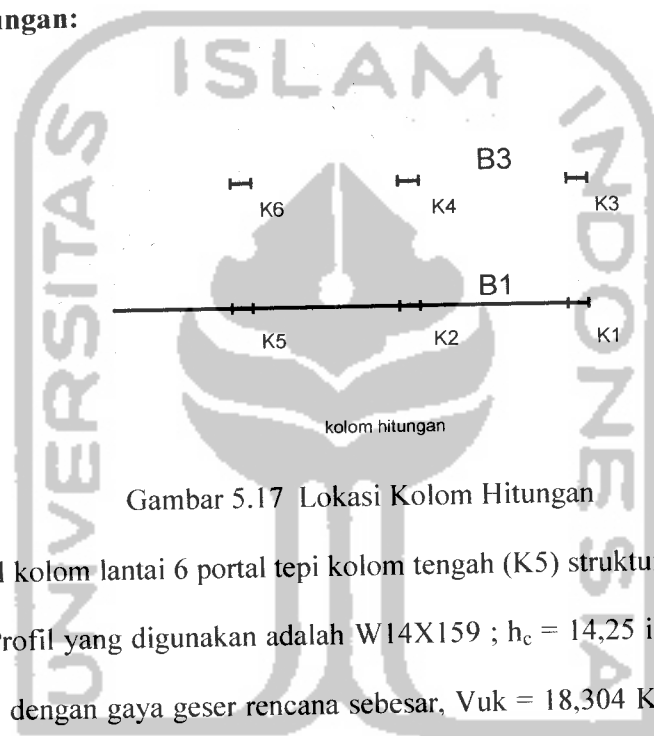 ungan:
ISLAM
UNIVERSITAS
INDONESIA
B3
K6
K4
K3
B1
K5
K2
K1
kolom hitungan
Gambar 5.17 Lokasi Kolom Hitungan
kolom lantai 6 portal tepi kolom tengah (K5) struktu
Profil yang digunakan adalah W14X159 ; hc = 14,25 i
dengan gaya geser rencana sebesar, Vuk = 18,304 K